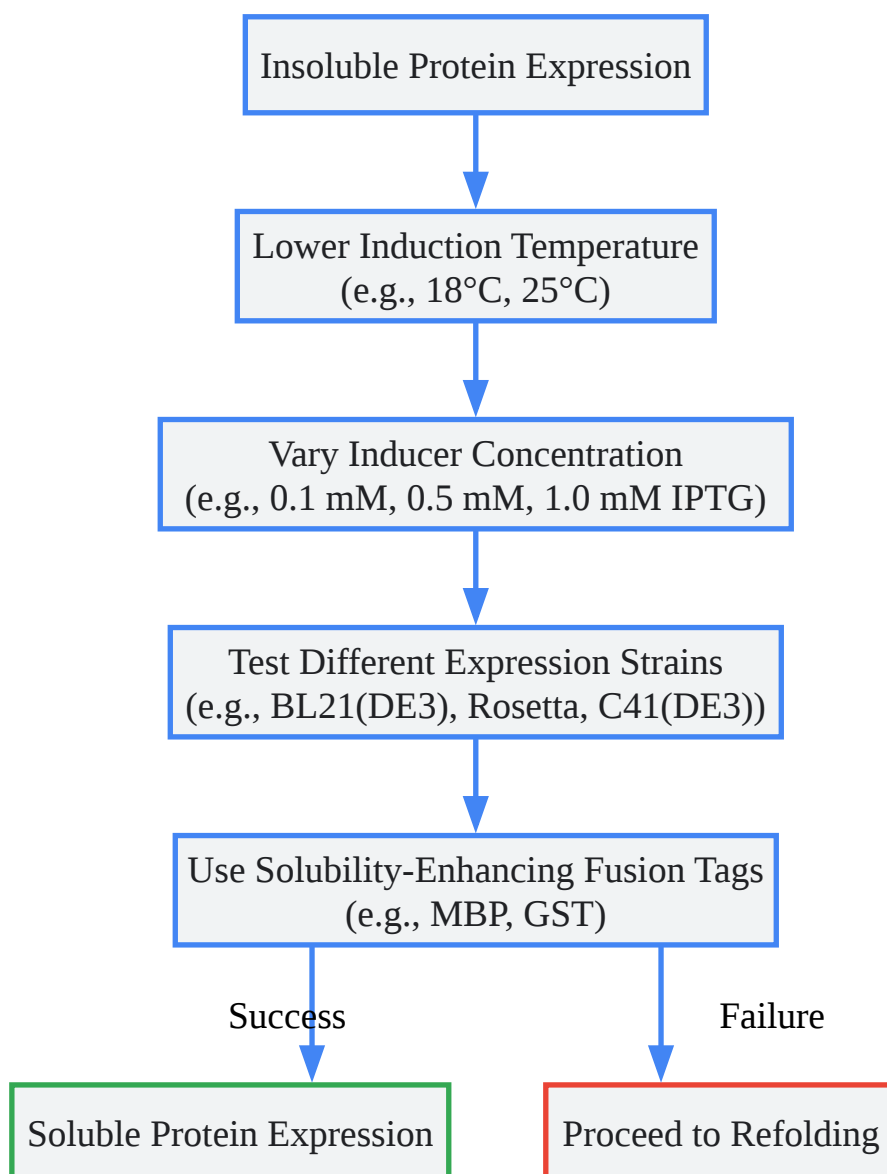 Insoluble Protein Expression
Lower Induction Temperature
(e.g., 18°C, 25°C)
Vary Inducer Concentration
(e.g., 0.1 mM, 0.5 mM, 1.0 mM IPTG)
Test Different Expression Strains
(e.g., BL21(DE3), Rosetta, C41(DE3))
Use Solubility-Enhancing Fusion Tags
(e.g., MBP, GST)
Success
Failure
Soluble Protein Expression
Proceed to Refolding